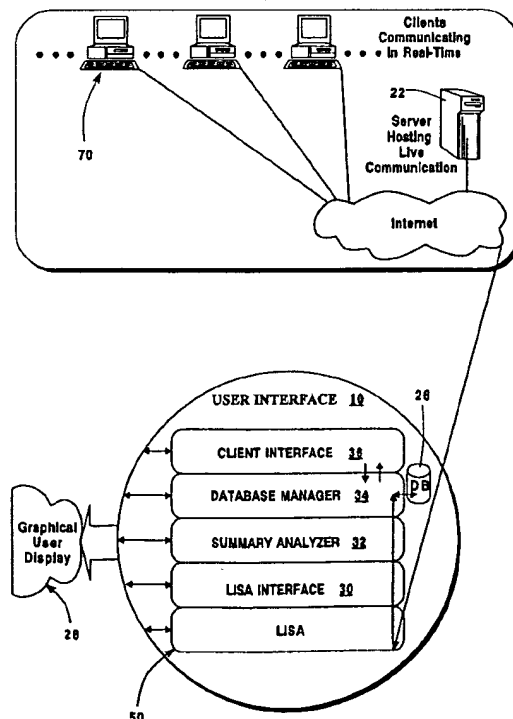 Clients
Communicating
In Real-Time
70
22
Server
Hosting
Live
Communication
Internet
USER INTERFACE 10
26
CLIENT INTERFACE 36
DATABASE MANAGER 34
DB
SUMMARY ANALYZER 32
LISA INTERFACE 30
LISA
Graphical
User
Display
28
50